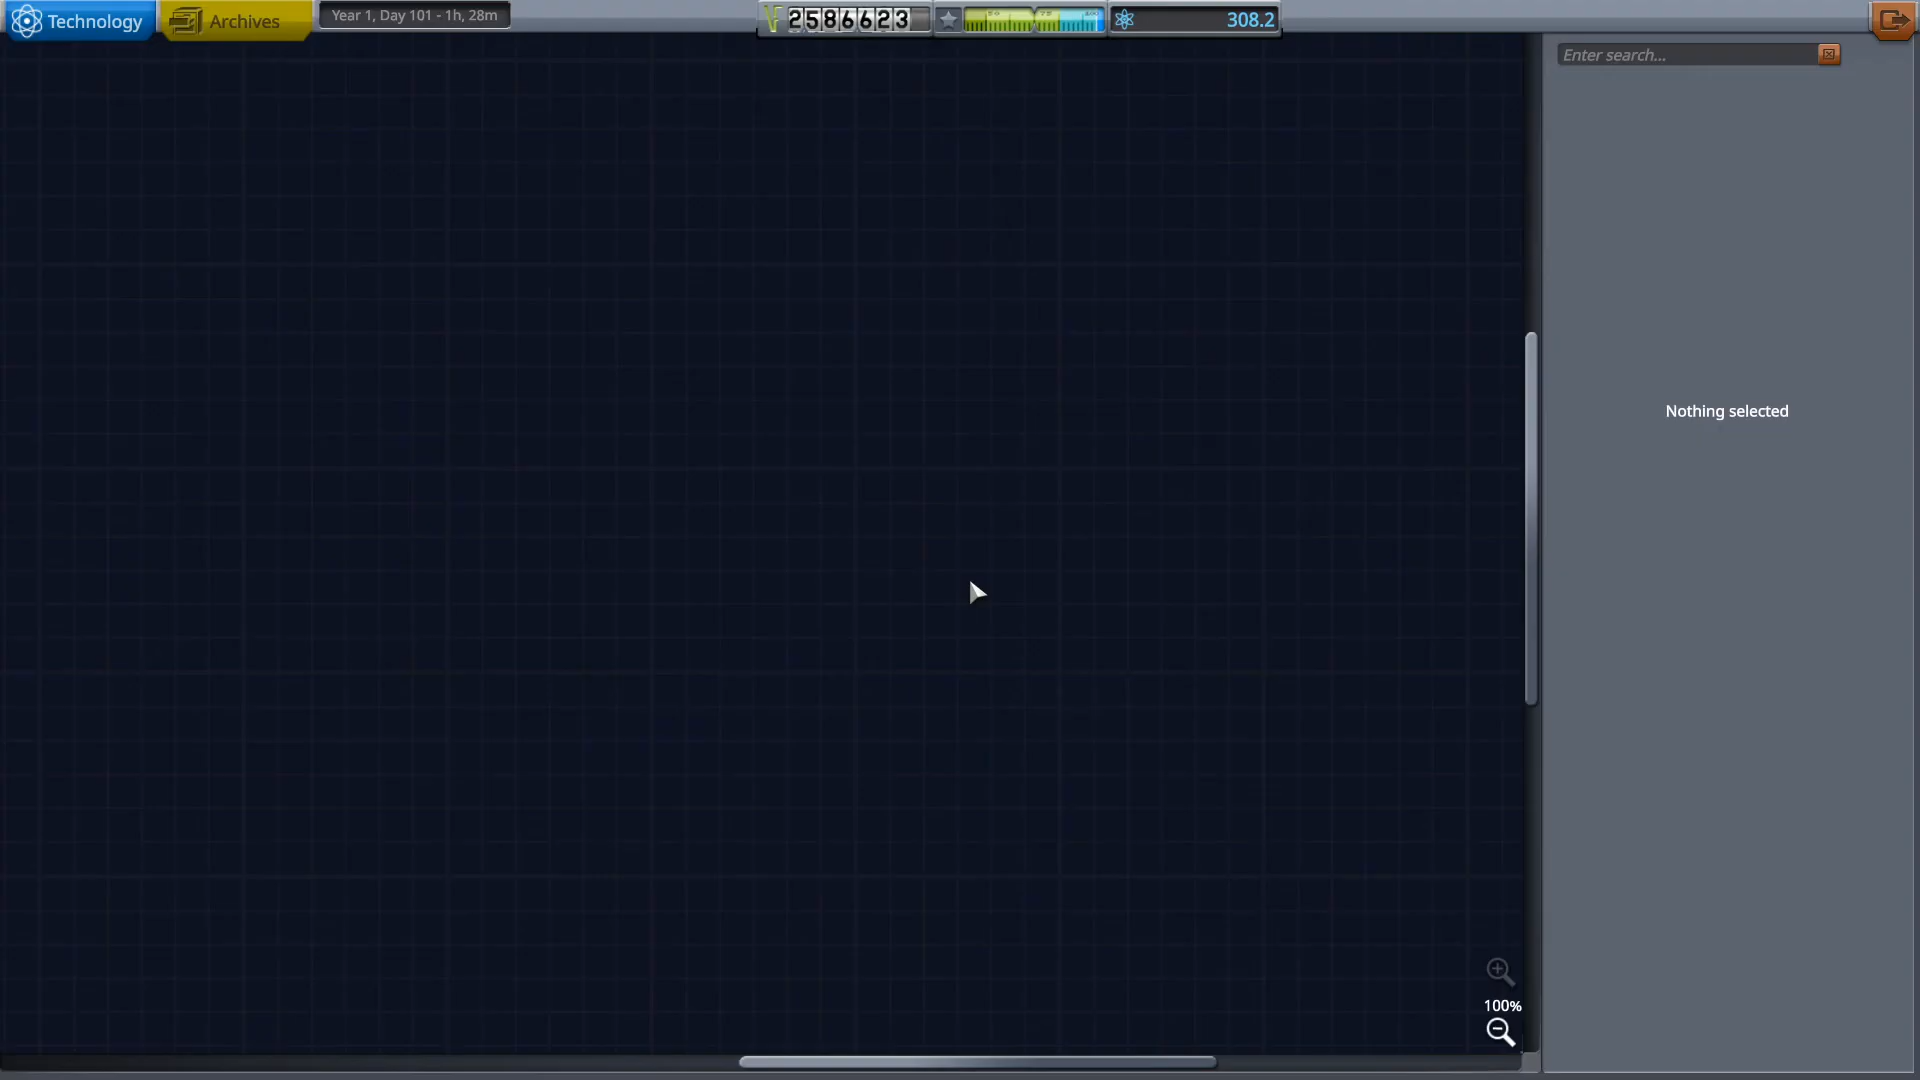 Technology
Archives
Year 1, Day 101 - 1h, 28m
2586623
308.2
Enter search...
Nothing selected
100%